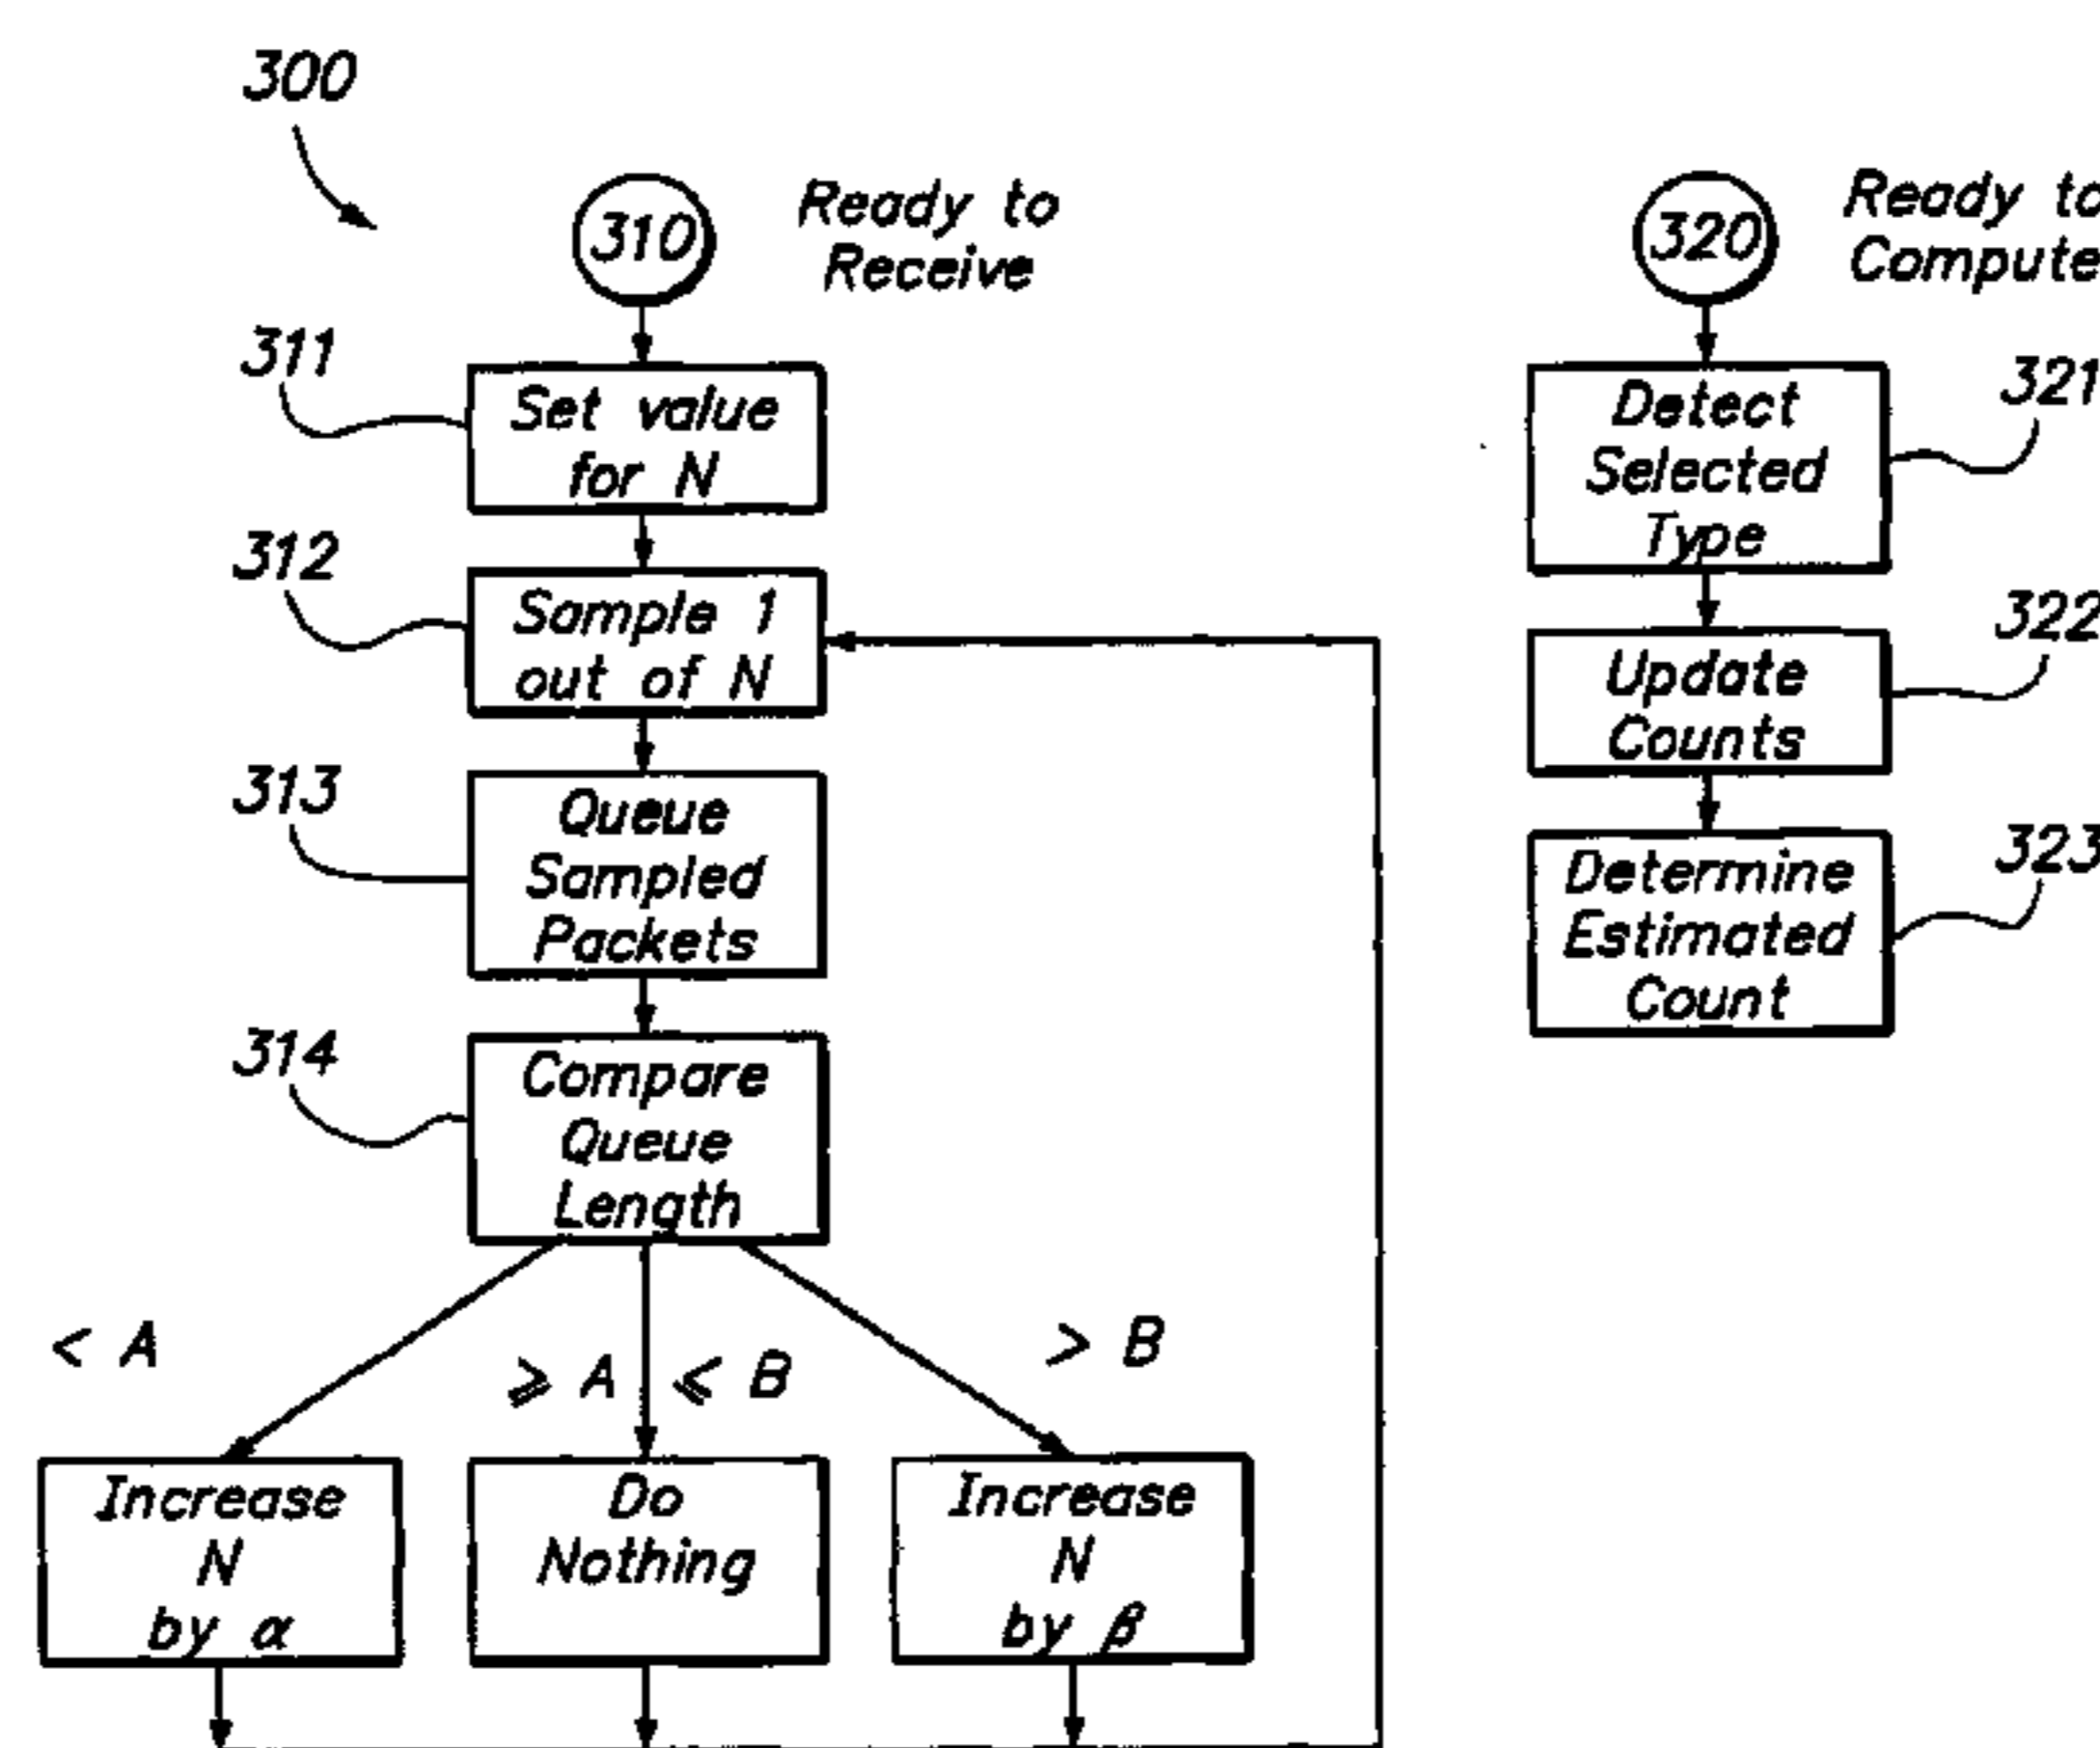 300
310
Ready to
Receive
311
Set value
for N
312
Sample 1
out of N
313
Queue
Sampled
Packets
314
Compare
Queue
Length
< A
⩾ A ⩽ B
> B
Increase
N
by α
Do
Nothing
Increase
N
by β
320
Ready to
Compute
Detect
Selected
Type
321
Update
Counts
322
Determine
Estimated
Count
323